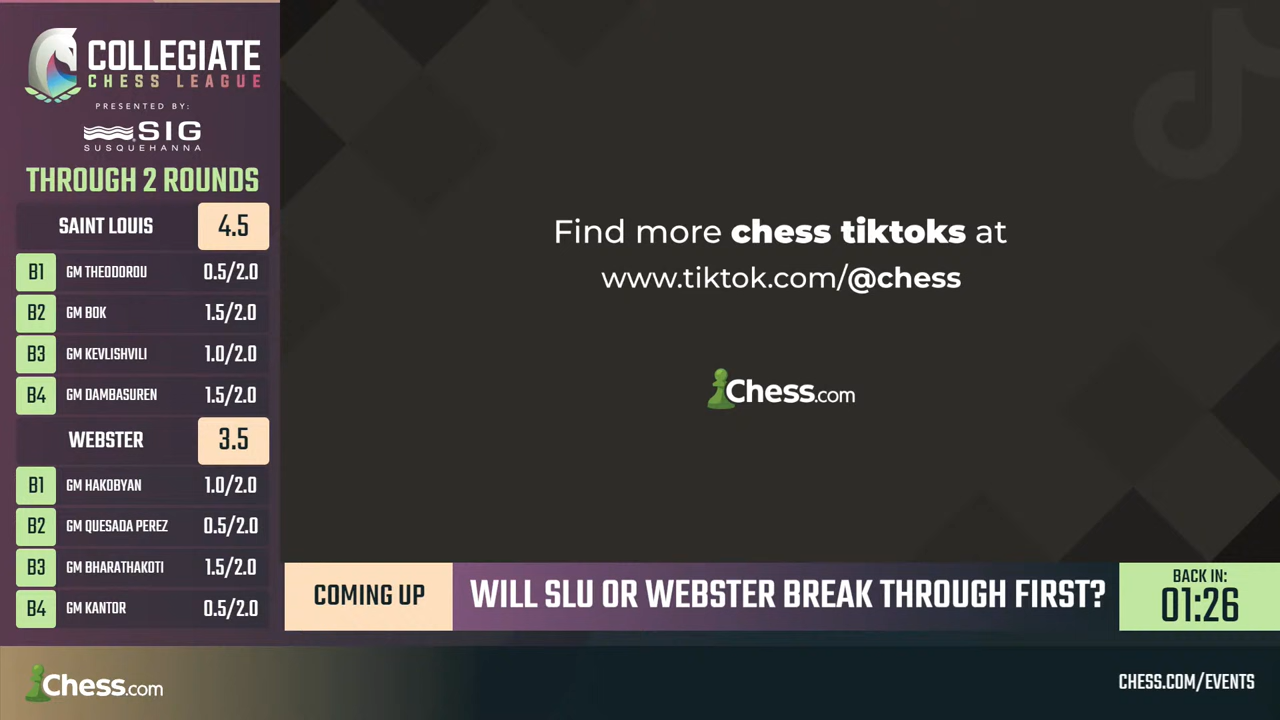 COLLEGIATE
CHESS LEAGUE
PRESENTED BY:
SIG
SUSQUEHANNA
THROUGH 2 ROUNDS
SAINT LOUIS 4.5
B1 GM THEODOROU 0.5/2.0
B2 GM BOK 1.5/2.0
B3 GM KEVLISHVILI 1.0/2.0
B4 GM DAMBASUREN 1.5/2.0
WEBSTER 3.5
B1 GM HAKOBYAN 1.0/2.0
B2 GM QUESADA PEREZ 0.5/2.0
B3 GM BHARATHAKOTI 1.5/2.0
B4 GM KANTOR 0.5/2.0
Find more chess tiktoks at
www.tiktok.com/@chess
Chess.com
COMING UP
WILL SLU OR WEBSTER BREAK THROUGH FIRST?
BACK IN:
01:26
Chess.com
CHESS.COM/EVENTS